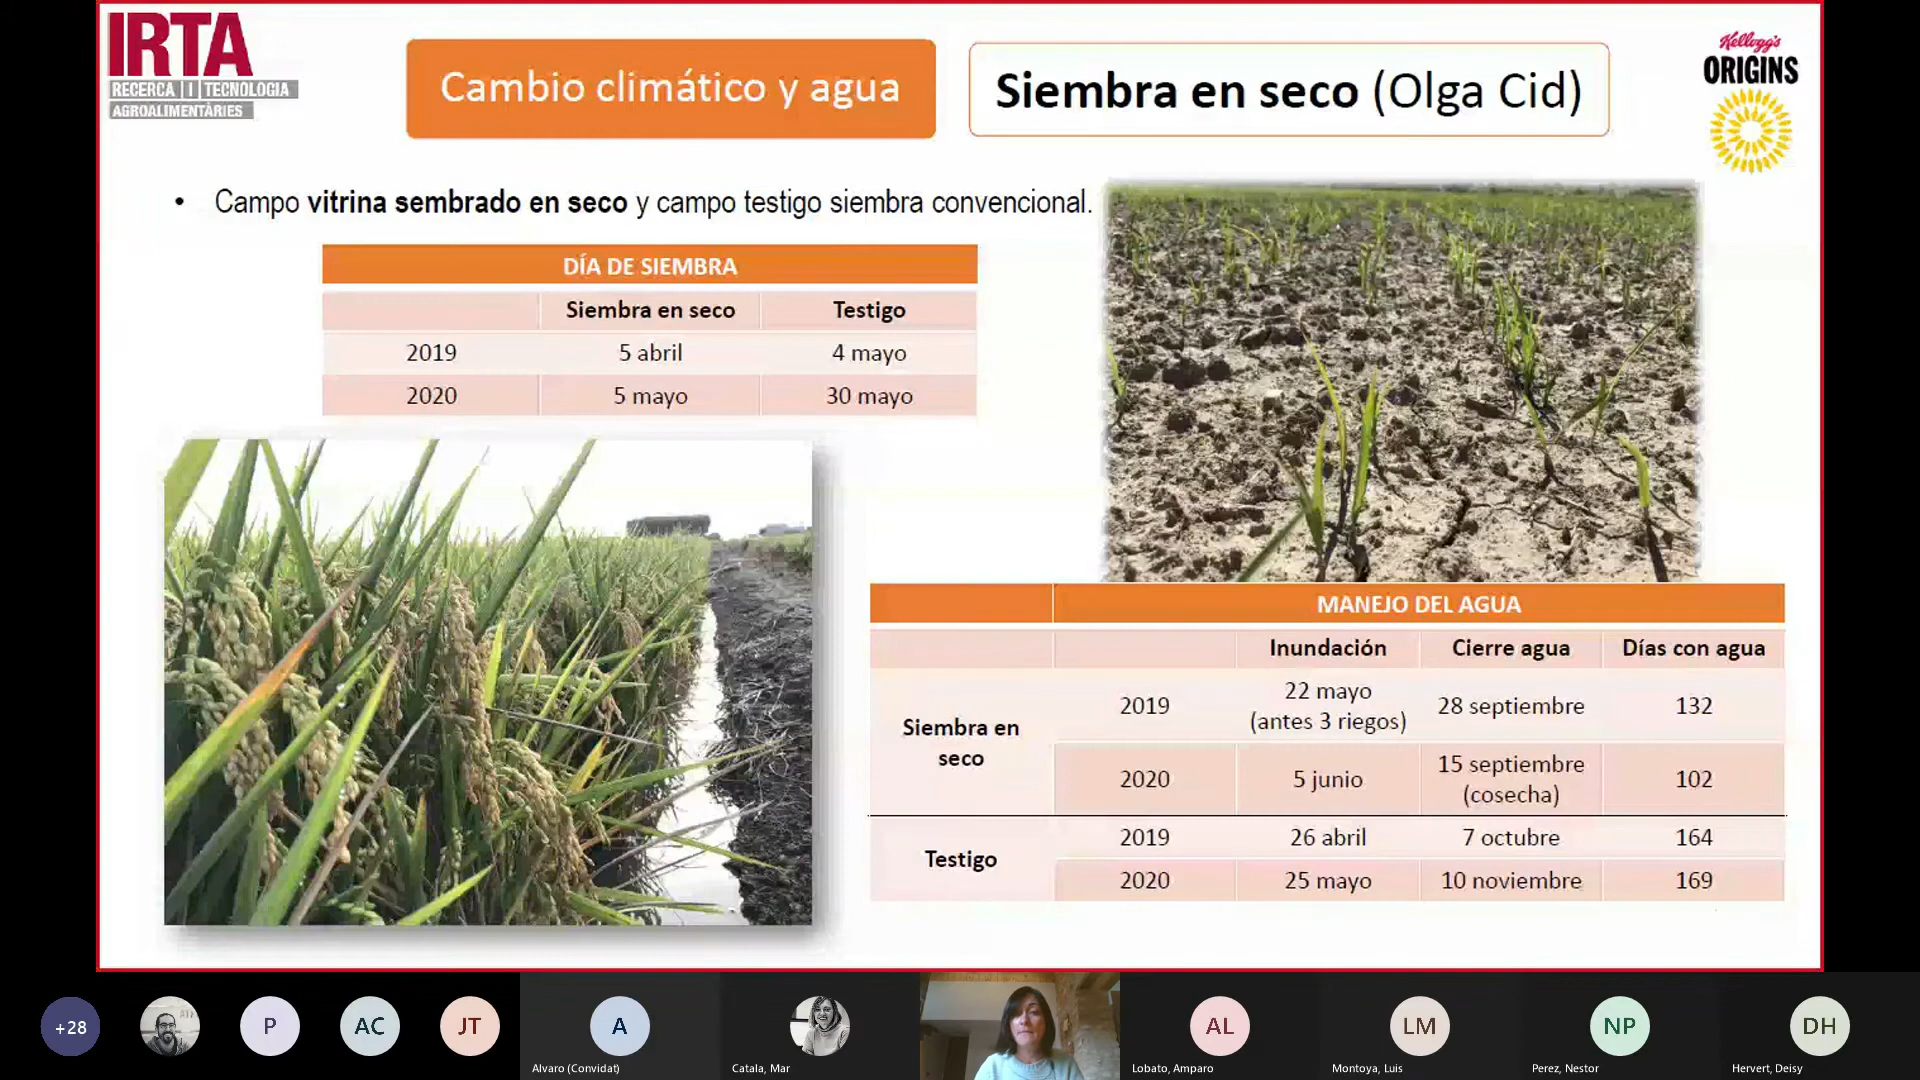 IRTA
RECERCA | I | TECNOLOGIA
AGROALIMENTÀRIES
Cambio climático y agua
Siembra en seco (Olga Cid)
Kellogg's
ORIGINS
• Campo vitrina sembrado en seco y campo testigo siembra convencional.
DÍA DE SIEMBRA
Siembra en seco Testigo
2019 5 abril 4 mayo
2020 5 mayo 30 mayo
MANEJO DEL AGUA
Inundación Cierre agua Días con agua
Siembra en seco
2019 22 mayo (antes 3 riegos) 28 septiembre 132
2020 5 junio 15 septiembre (cosecha) 102
Testigo
2019 26 abril 7 octubre 164
2020 25 mayo 10 noviembre 169
+28
P
AC
JT
A
AL
LM
NP
DH
Alvaro (Convidat)
Catala, Mar
Lobato, Amparo
Montoya, Luis
Perez, Nestor
Hervert, Deisy